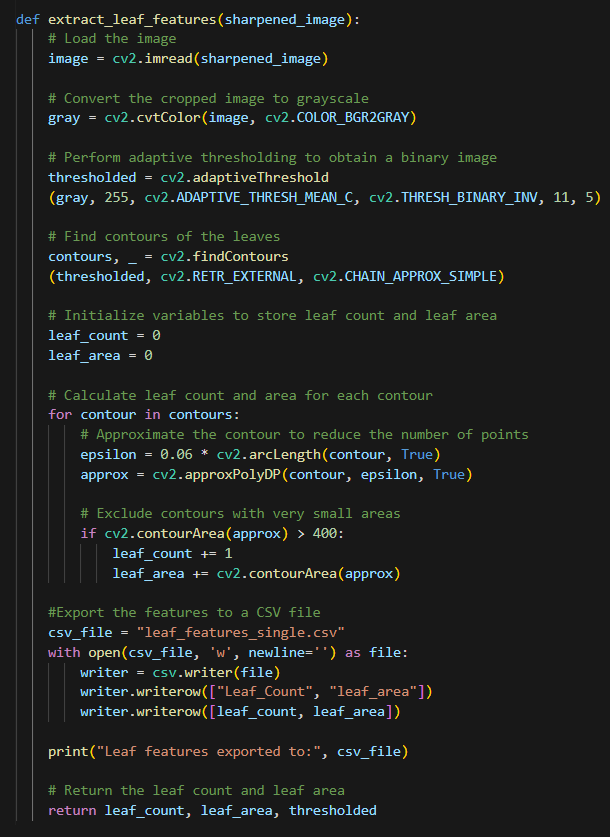 def extract_leaf_features(sharpened_image):
    # Load the image
    image = cv2.imread(sharpened_image)

    # Convert the cropped image to grayscale
    gray = cv2.cvtColor(image, cv2.COLOR_BGR2GRAY)

    # Perform adaptive thresholding to obtain a binary image
    thresholded = cv2.adaptiveThreshold
    (gray, 255, cv2.ADAPTIVE_THRESH_MEAN_C, cv2.THRESH_BINARY_INV, 11, 5)

    # Find contours of the leaves
    contours, _ = cv2.findContours
    (thresholded, cv2.RETR_EXTERNAL, cv2.CHAIN_APPROX_SIMPLE)

    # Initialize variables to store leaf count and leaf area
    leaf_count = 0
    leaf_area = 0

    # Calculate leaf count and area for each contour
    for contour in contours:
        # Approximate the contour to reduce the number of points
        epsilon = 0.06 * cv2.arcLength(contour, True)
        approx = cv2.approxPolyDP(contour, epsilon, True)

        # Exclude contours with very small areas
        if cv2.contourArea(approx) > 400:
            leaf_count += 1
            leaf_area += cv2.contourArea(approx)

    #Export the features to a CSV file
    csv_file = "leaf_features_single.csv"
    with open(csv_file, 'w', newline='') as file:
        writer = csv.writer(file)
        writer.writerow(["Leaf_Count", "leaf_area"])
        writer.writerow([leaf_count, leaf_area])

    print("Leaf features exported to:", csv_file)

    # Return the leaf count and leaf area
    return leaf_count, leaf_area, thresholded